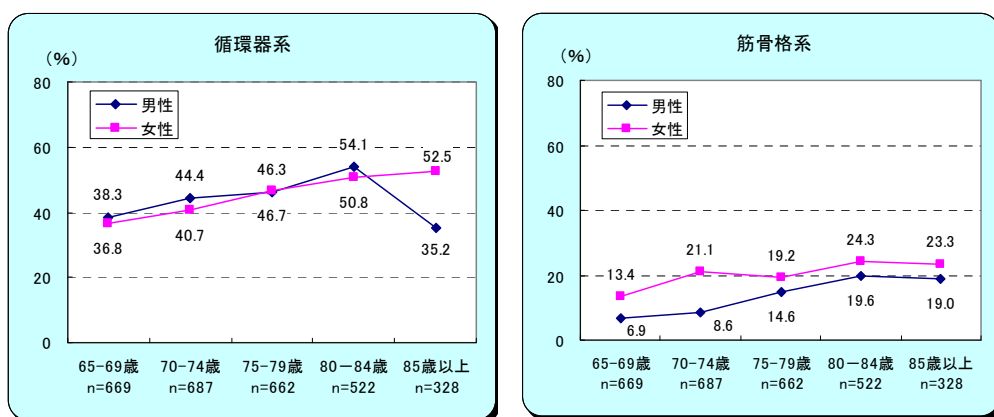 循環器系
(%)
80
60
40
20
0
男性
女性
38.3
44.4
46.3
54.1
52.5
36.8
40.7
46.7
50.8
35.2
65-69歳
n=669
70-74歳
n=687
75-79歳
n=662
80－84歳
n=522
85歳以上
n=328
筋骨格系
(%)
80
60
40
20
0
男性
女性
13.4
21.1
19.2
24.3
23.3
6.9
8.6
14.6
19.6
19.0
65-69歳
n=669
70-74歳
n=687
75-79歳
n=662
80－84歳
n=522
85歳以上
n=328